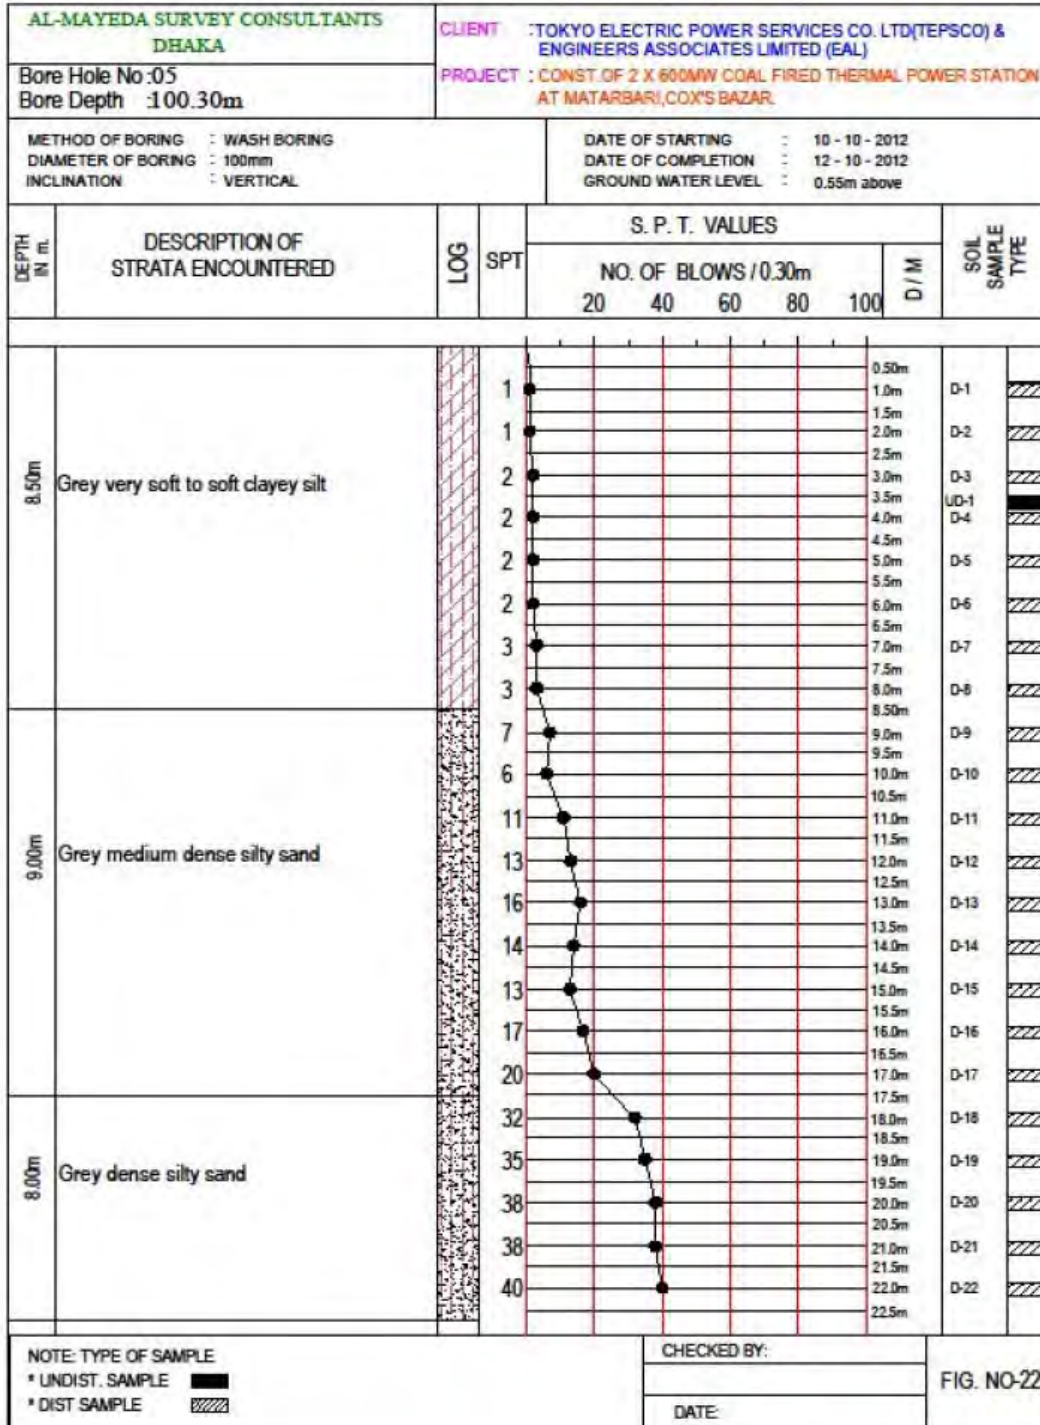 AL-MAYEDA SURVEY CONSULTANTS
DHAKA
Bore Hole No :05
Bore Depth :100.30m
CLIENT :TOKYO ELECTRIC POWER SERVICES CO. LTD(TEPSCO) &
ENGINEERS ASSOCIATES LIMITED (EAL)
PROJECT : CONST.OF 2 X 600MW COAL FIRED THERMAL POWER STATION
AT MATARBARI,COX'S BAZAR.
METHOD OF BORING : WASH BORING
DIAMETER OF BORING : 100mm
INCLINATION : VERTICAL
DATE OF STARTING : 10 - 10 - 2012
DATE OF COMPLETION : 12 - 10 - 2012
GROUND WATER LEVEL : 0.55m above
DEPTH
IN m.
DESCRIPTION OF
STRATA ENCOUNTERED
LOG
SPT
S. P. T. VALUES
NO. OF BLOWS / 0.30m
20 40 60 80 100
D / M
SOIL
SAMPLE
TYPE
0.50m
1 1.0m D-1
1.5m
1 2.0m D-2
2.5m
2 3.0m D-3
8.50m Grey very soft to soft clayey silt
3.5m UD-1
2 4.0m D-4
4.5m
2 5.0m D-5
5.5m
2 6.0m D-6
6.5m
3 7.0m D-7
7.5m
3 8.0m D-8
8.50m
7 9.0m D-9
9.5m
6 10.0m D-10
10.5m
11 11.0m D-11
11.5m
9.00m Grey medium dense silty sand
13 12.0m D-12
12.5m
16 13.0m D-13
13.5m
14 14.0m D-14
14.5m
13 15.0m D-15
15.5m
17 16.0m D-16
16.5m
20 17.0m D-17
17.5m
32 18.0m D-18
18.5m
35 19.0m D-19
8.00m Grey dense silty sand
19.5m
38 20.0m D-20
20.5m
38 21.0m D-21
21.5m
40 22.0m D-22
22.5m
NOTE: TYPE OF SAMPLE
* UNDIST. SAMPLE
* DIST SAMPLE
CHECKED BY:
DATE:
FIG. NO-22